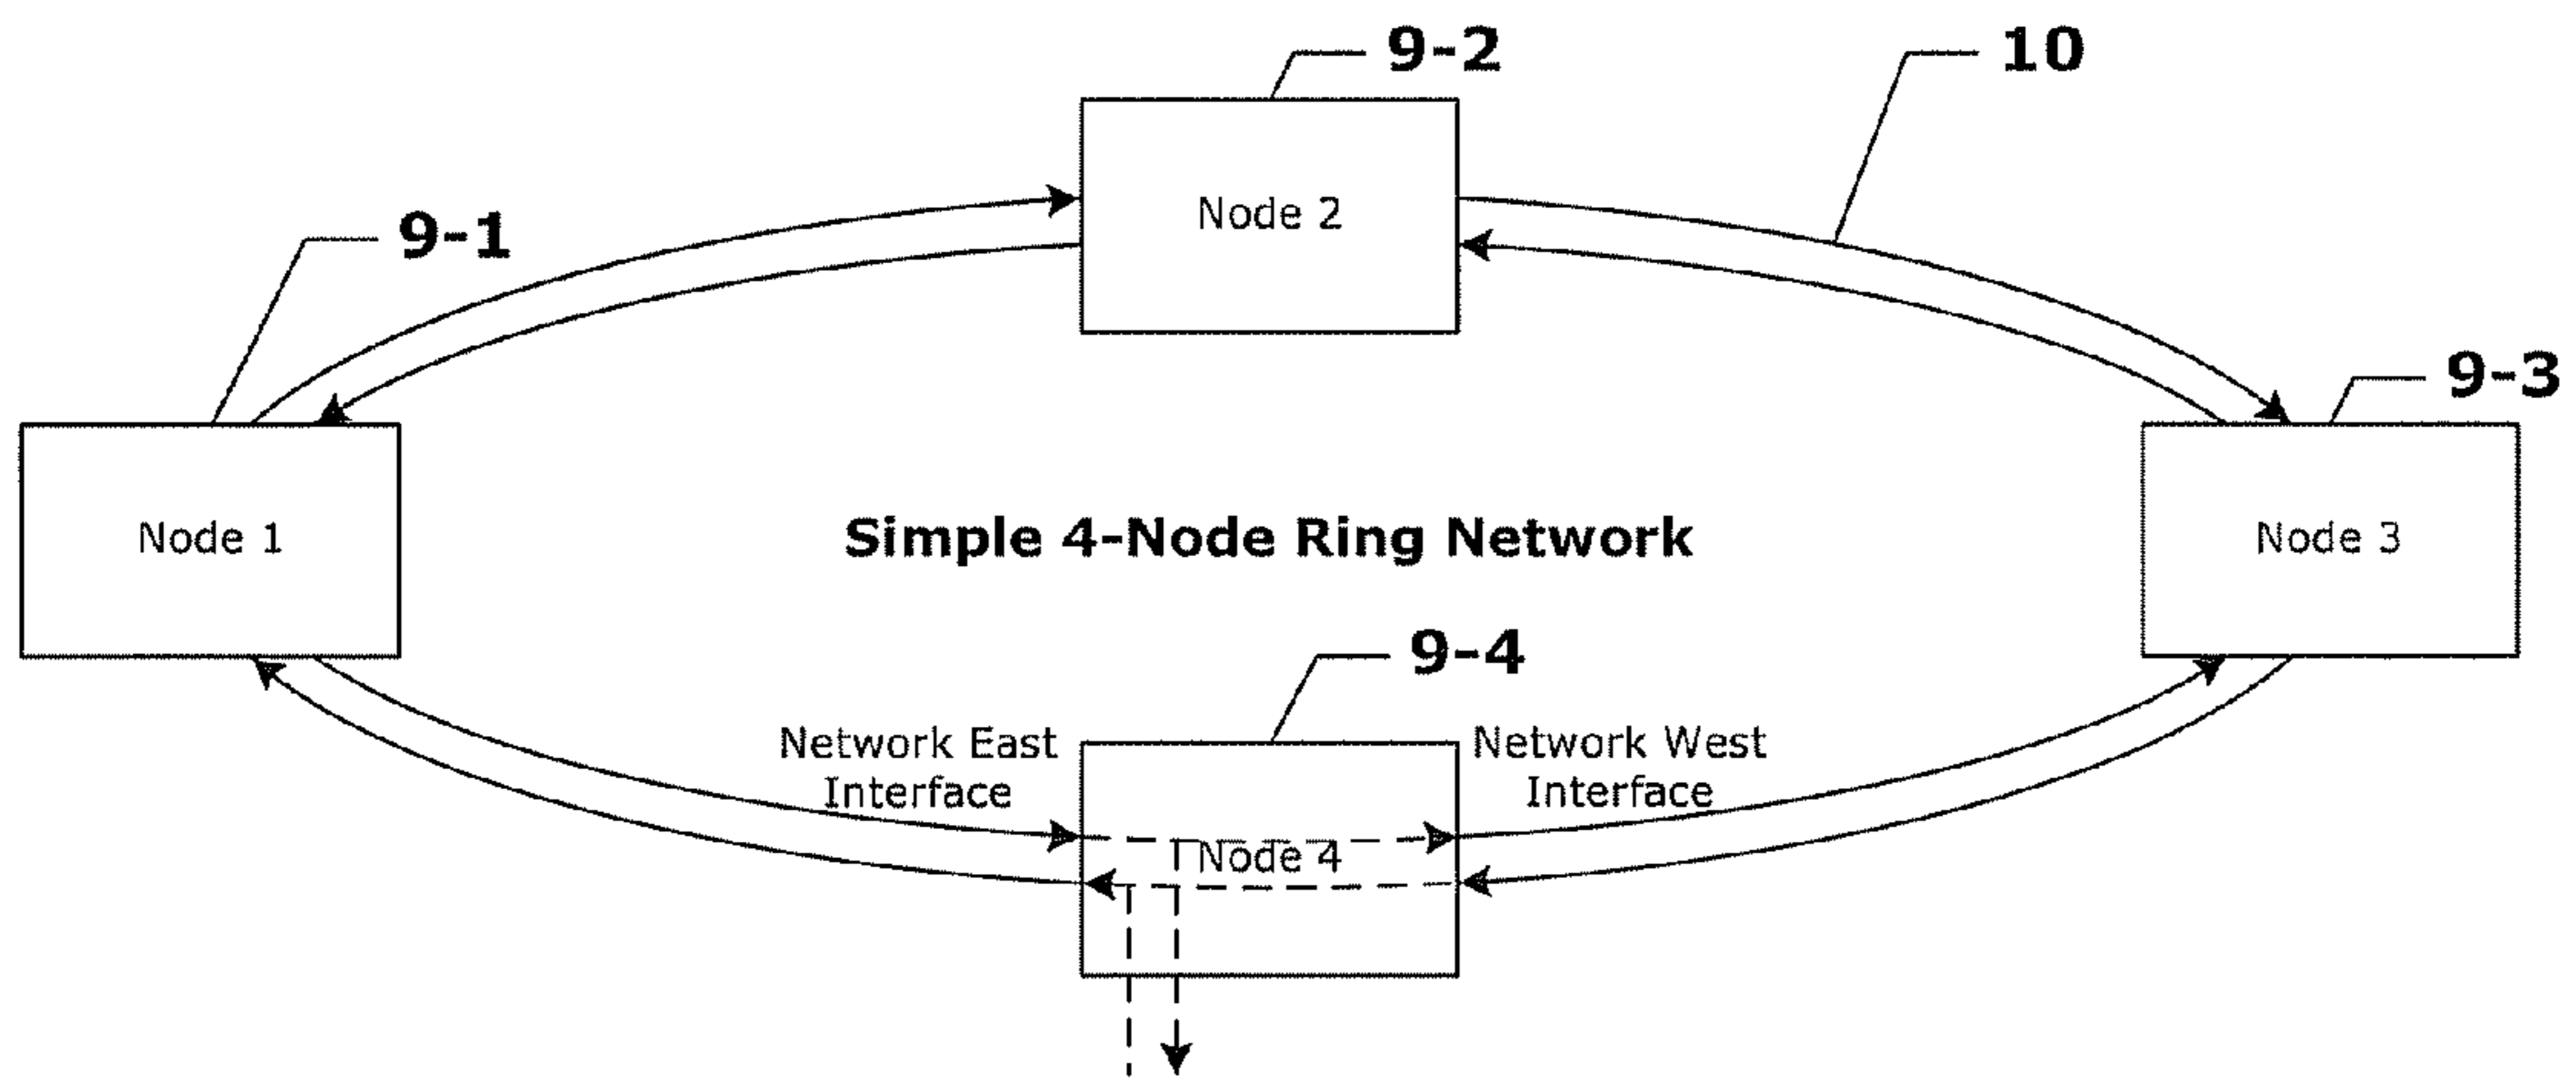 9-2
10
Node 2
9-1
9-3
Node 1
Simple 4-Node Ring Network
Node 3
9-4
Network East
Interface
Network West
Interface
Node 4